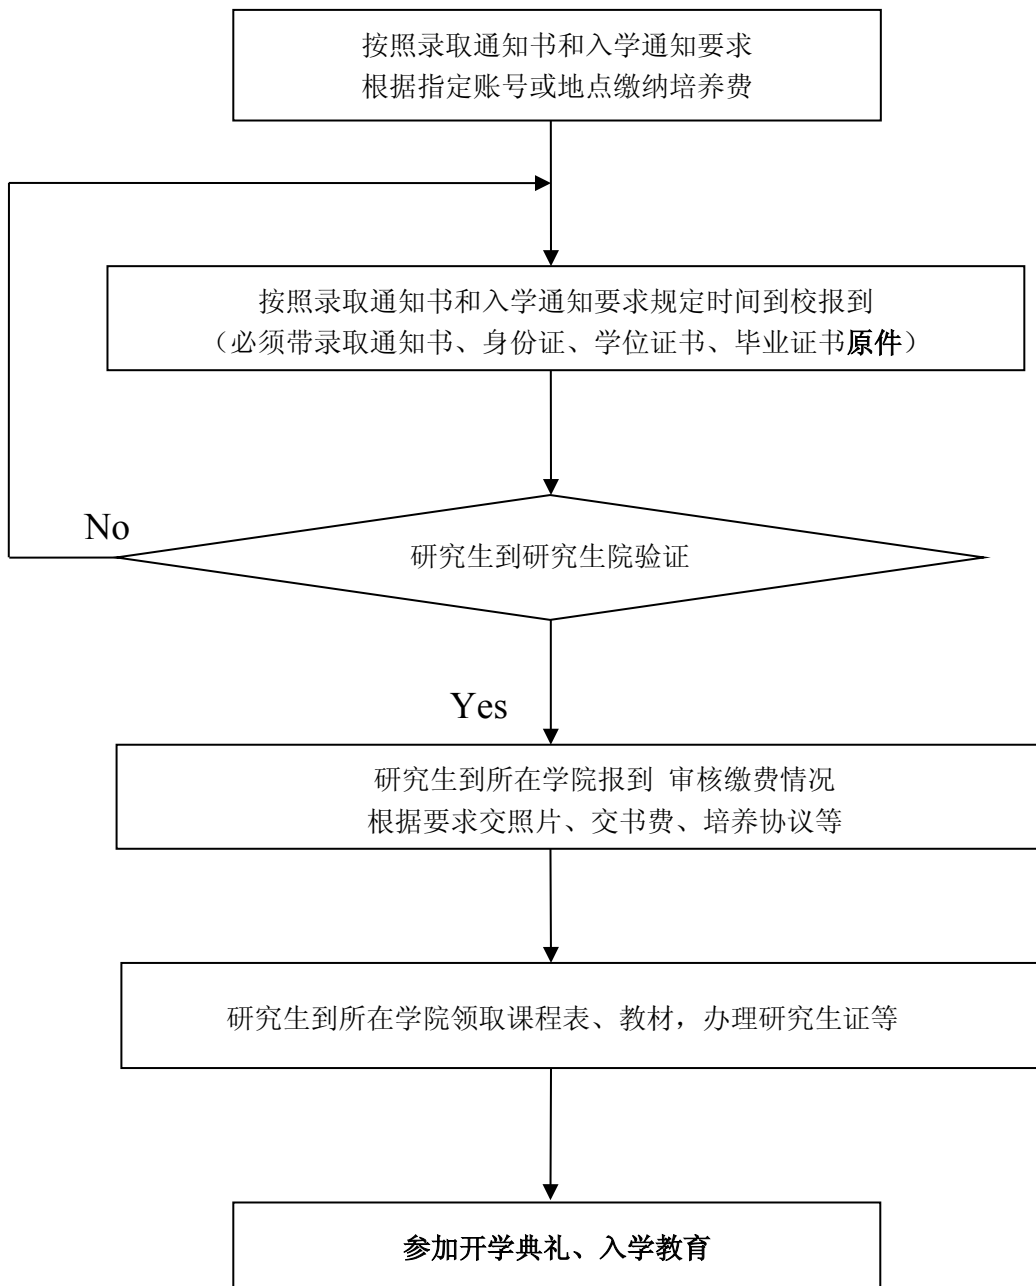 按照录取通知书和入学通知要求
根据指定账号或地点缴纳培养费
按照录取通知书和入学通知要求规定时间到校报到
（必须带录取通知书、身份证、学位证书、毕业证书原件）
No
研究生到研究生院验证
Yes
研究生到所在学院报到 审核缴费情况
根据要求交照片、交书费、培养协议等
研究生到所在学院领取课程表、教材，办理研究生证等
参加开学典礼、入学教育